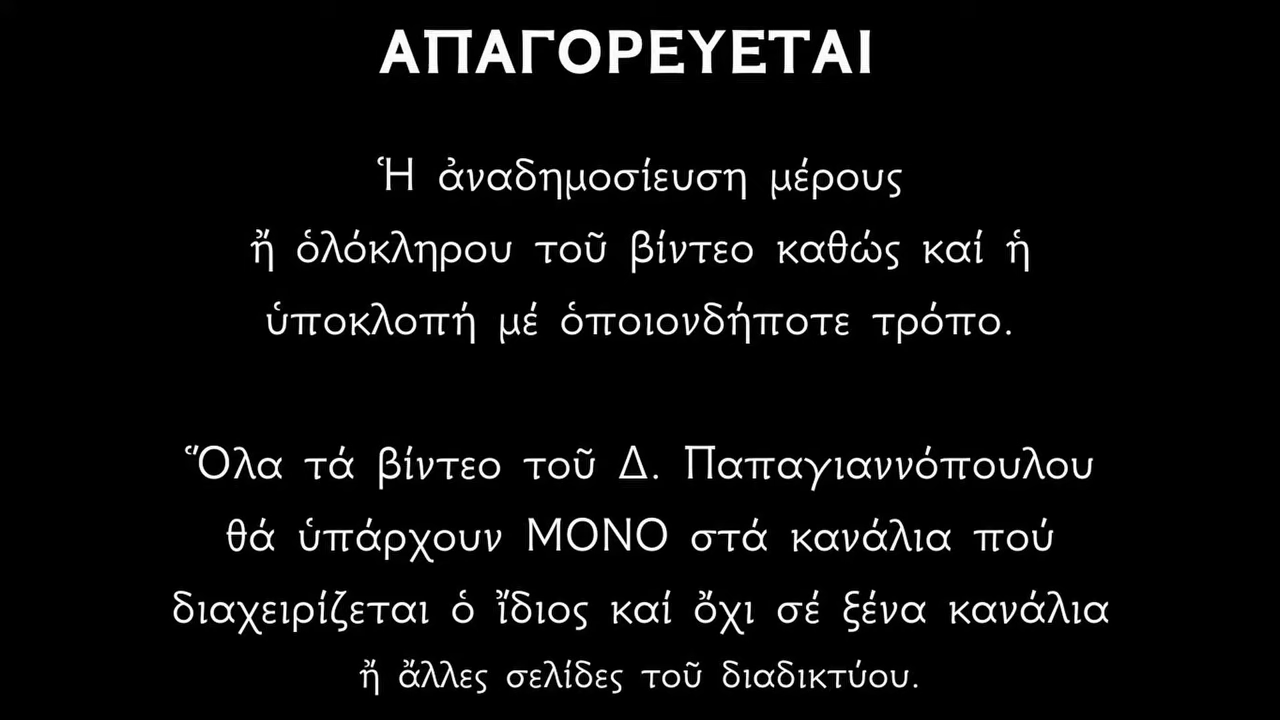 ΑΠΑΓΟΡΕΥΕΤΑΙ
Ἡ ἀναδημοσίευση μέρους
ἤ ὁλόκληρου τοῦ βίντεο καθώς καί ἡ
ὑποκλοπή μέ ὁποιονδήποτε τρόπο.
Ὅλα τά βίντεο τοῦ Δ. Παπαγιαννόπουλου
θά ὑπάρχουν ΜΟΝΟ στά κανάλια πού
διαχειρίζεται ὁ ἴδιος καί ὄχι σέ ξένα κανάλια
ἤ ἄλλες σελίδες τοῦ διαδικτύου.